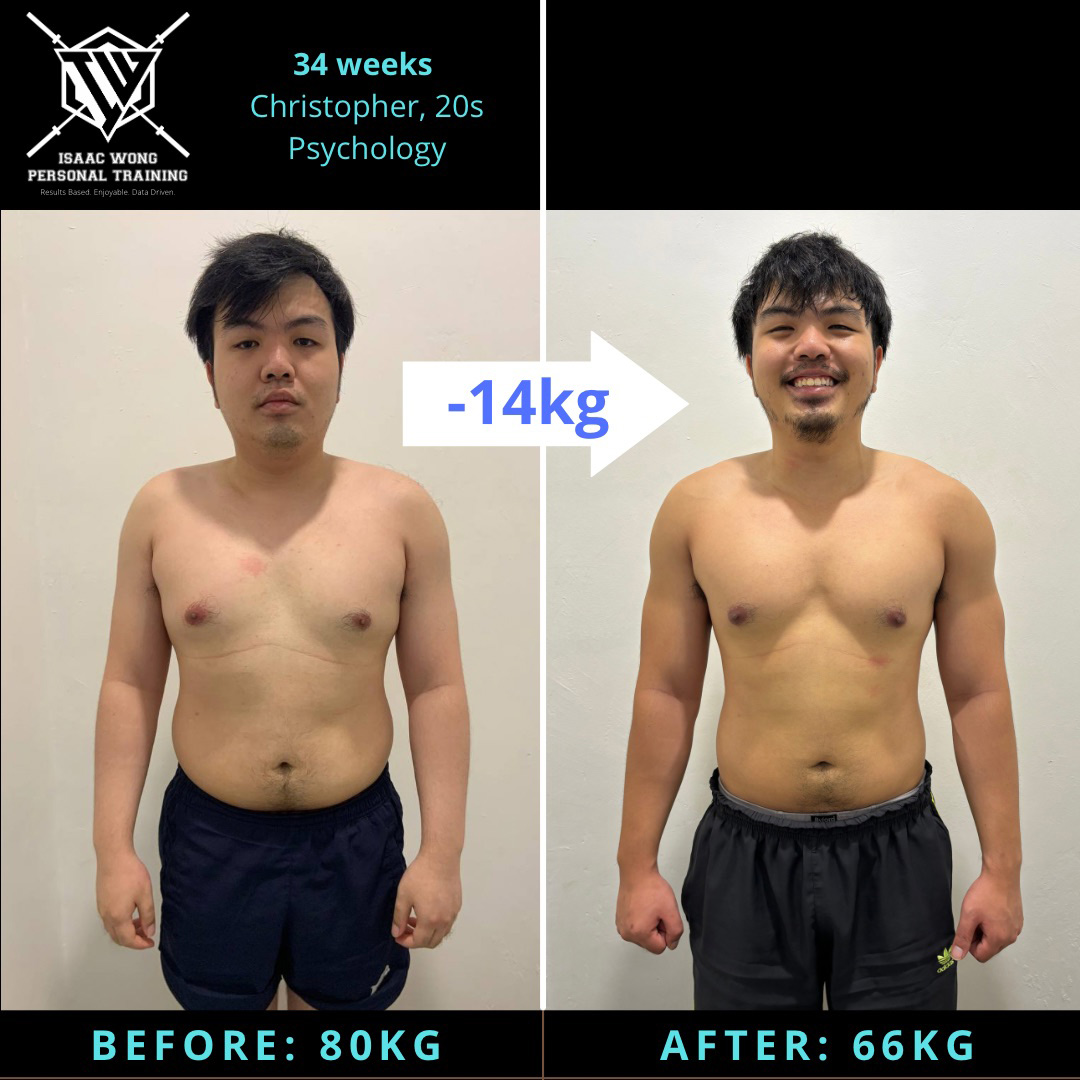 34 weeks
Christopher, 20s
Psychology
ISAAC WONG
PERSONAL TRAINING
Results Based. Enjoyable. Data Driven.
-14kg
adidas
BEFORE: 80KG
AFTER: 66KG